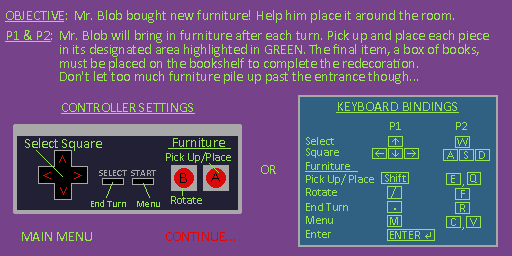 OBJECTIVE: Mr. Blob bought new furniture! Help him place it around the room.
P1 & P2: Mr. Blob will bring in furniture after each turn. Pick up and place each piece
in its designated area highlighted in GREEN. The final item, a box of books,
must be placed on the bookshelf to complete the redecoration.
Don't let too much furniture pile up past the entrance though...
CONTROLLER SETTINGS
Select Square
Furniture
Pick Up/Place
SELECT START
B A
End Turn Menu Rotate
OR
KEYBOARD BINDINGS
P1 P2
Select Square ↑ ← ↓ → W A S D
Furniture
Pick Up/Place Shift E, Q
Rotate / F
End Turn . R
Menu M C, V
Enter ENTER ↵
MAIN MENU
CONTINUE...